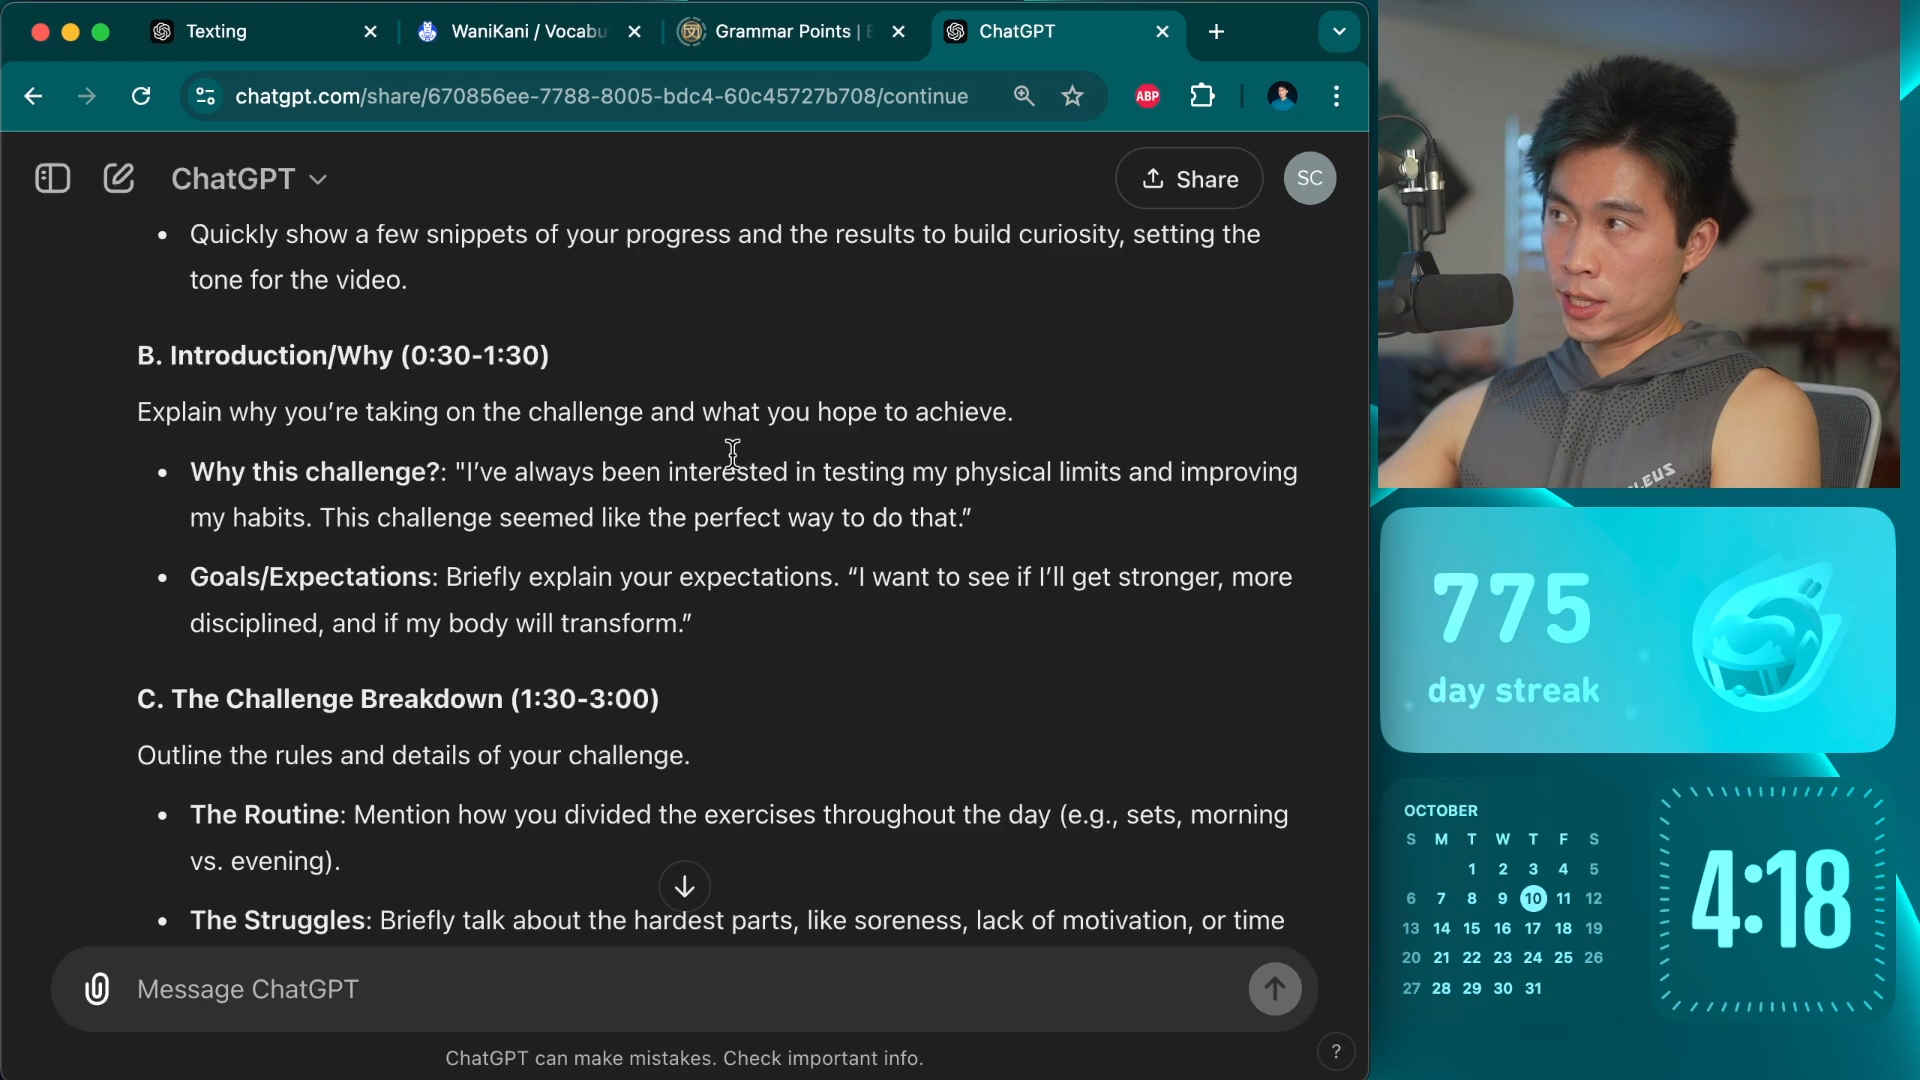 Texting
WaniKani / Vocabu
Grammar Points | E
ChatGPT
chatgpt.com/share/670856ee-7788-8005-bdc4-60c45727b708/continue
ABP
ChatGPT
Share
SC
• Quickly show a few snippets of your progress and the results to build curiosity, setting the
tone for the video.
B. Introduction/Why (0:30-1:30)
Explain why you’re taking on the challenge and what you hope to achieve.
• Why this challenge?: "I’ve always been interested in testing my physical limits and improving
my habits. This challenge seemed like the perfect way to do that.”
• Goals/Expectations: Briefly explain your expectations. “I want to see if I’ll get stronger, more
disciplined, and if my body will transform.”
C. The Challenge Breakdown (1:30-3:00)
Outline the rules and details of your challenge.
• The Routine: Mention how you divided the exercises throughout the day (e.g., sets, morning
vs. evening).
• The Struggles: Briefly talk about the hardest parts, like soreness, lack of motivation, or time
Message ChatGPT
ChatGPT can make mistakes. Check important info.
?
775
day streak
OCTOBER
S M T W T F S
1 2 3 4 5
6 7 8 9 10 11 12
13 14 15 16 17 18 19
20 21 22 23 24 25 26
27 28 29 30 31
4:18